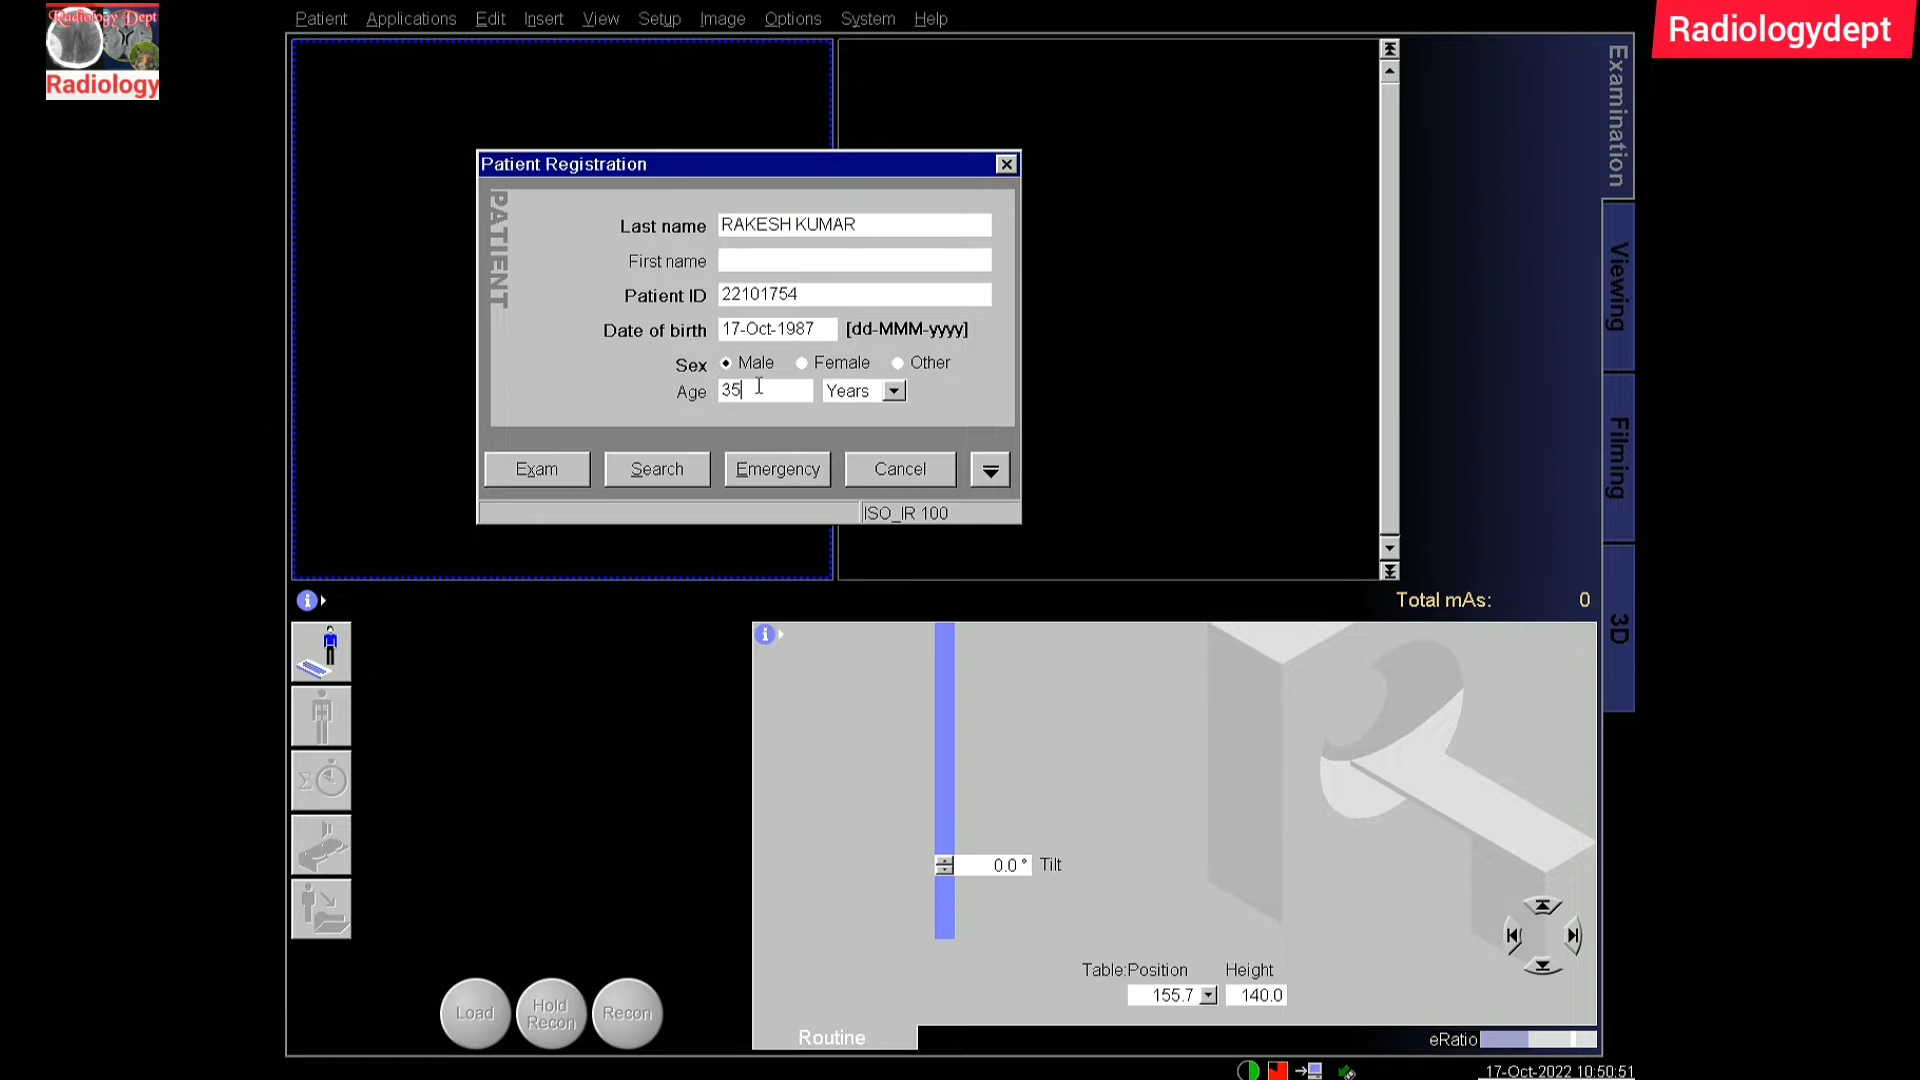 Radiology Dept
Radiology
Patient Applications Edit Insert View Setup Image Options System Help
Radiologydept
Examination
Viewing
Filming
3D
Patient Registration
PATIENT
Last name RAKESH KUMAR
First name
Patient ID 22101754
Date of birth 17-Oct-1987 [dd-MMM-yyyy]
Sex Male Female Other
Age 35 Years
Exam Search Emergency Cancel
ISO_IR 100
Total mAs: 0
0.0 ° Tilt
Table:Position Height
155.7 140.0
Load Hold Recon Recon
Routine
eRatio
17-Oct-2022 10:50:51